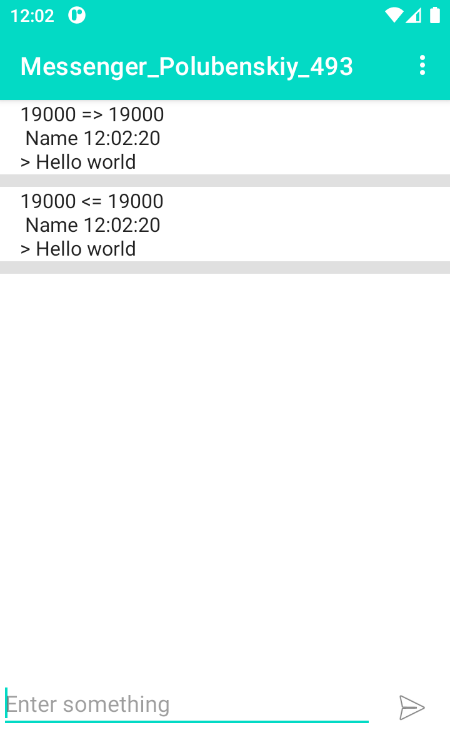 12:02
Messenger_Polubenskiy_493
19000 => 19000
Name 12:02:20
> Hello world
19000 <= 19000
Name 12:02:20
> Hello world
Enter something